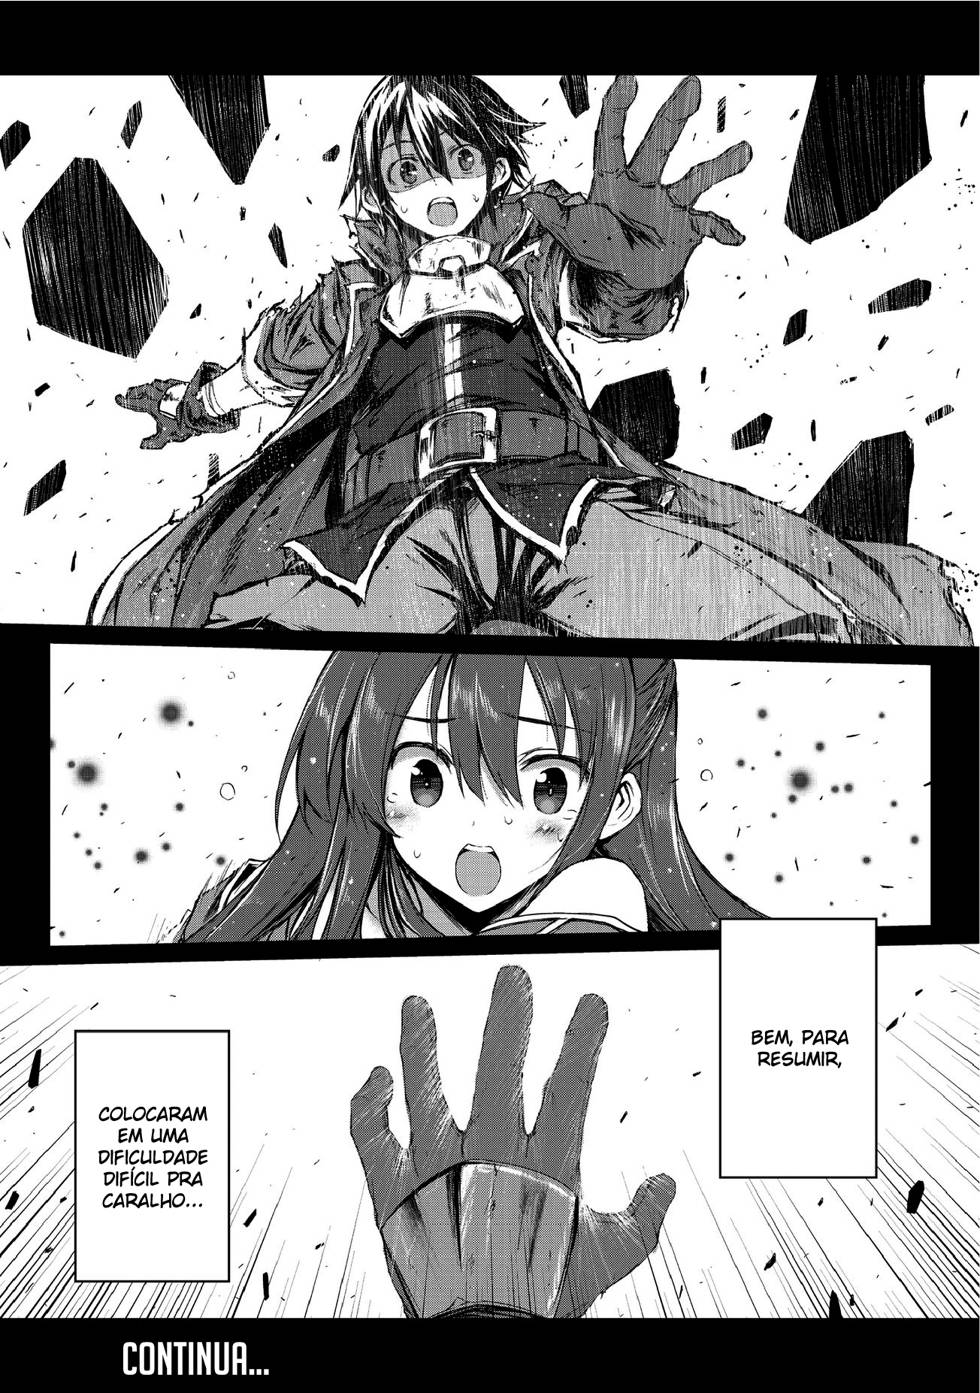 BEM, PARA
RESUMIR,
COLOCARAM
EM UMA
DIFICULDADE
DIFÍCIL PRA
CARALHO...
CONTINUA...